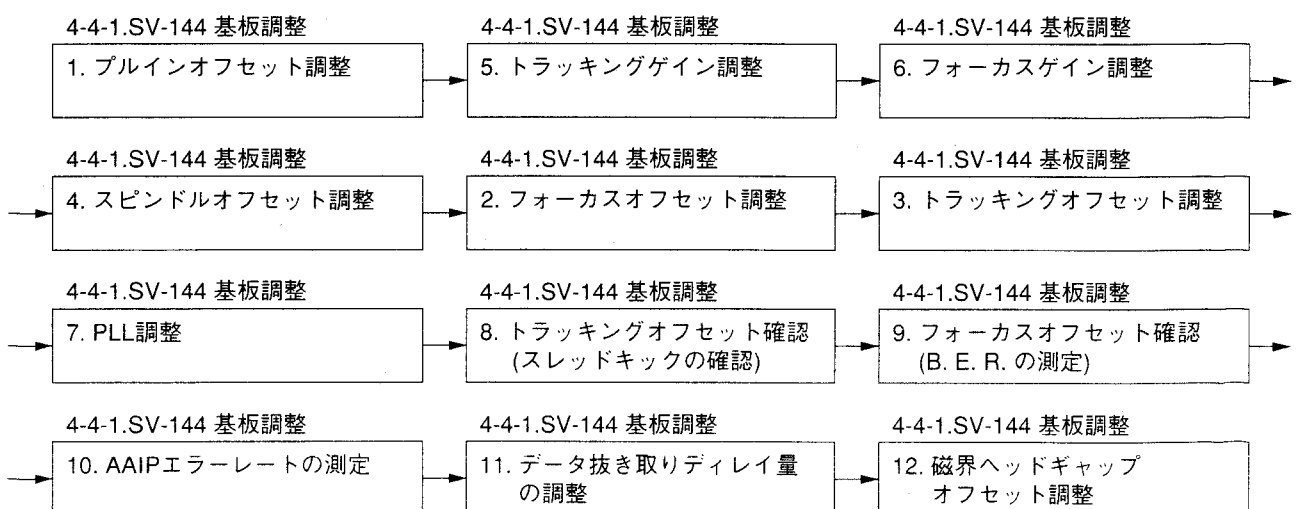 4-4-1.SV-144 基板調整
1. プルインオフセット調整
4-4-1.SV-144 基板調整
5. トラッキングゲイン調整
4-4-1.SV-144 基板調整
6. フォーカスゲイン調整
4-4-1.SV-144 基板調整
4. スピンドルオフセット調整
4-4-1.SV-144 基板調整
2. フォーカスオフセット調整
4-4-1.SV-144 基板調整
3. トラッキングオフセット調整
4-4-1.SV-144 基板調整
7. PLL調整
4-4-1.SV-144 基板調整
8. トラッキングオフセット確認
(スレッドキックの確認)
4-4-1.SV-144 基板調整
9. フォーカスオフセット確認
(B. E. R. の測定)
4-4-1.SV-144 基板調整
10. AAIPエラーレートの測定
4-4-1.SV-144 基板調整
11. データ抜き取りディレイ量
の調整
4-4-1.SV-144 基板調整
12. 磁界ヘッドギャップ
オフセット調整